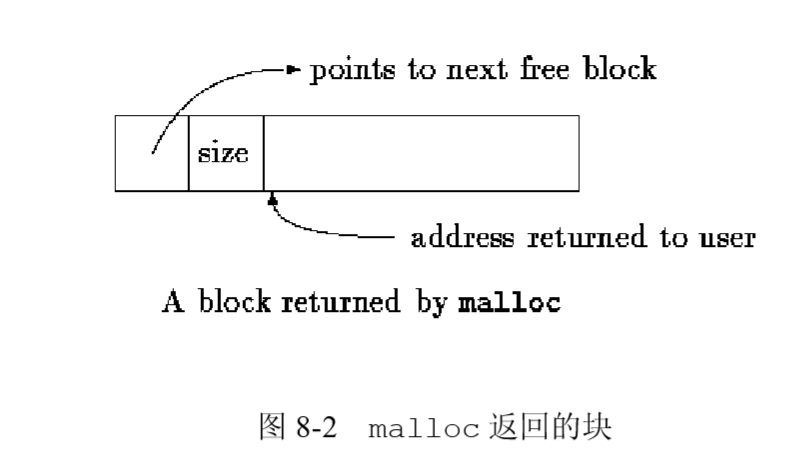 points to next free block
size
address returned to user
A block returned by malloc
图 8-2 malloc 返回的块